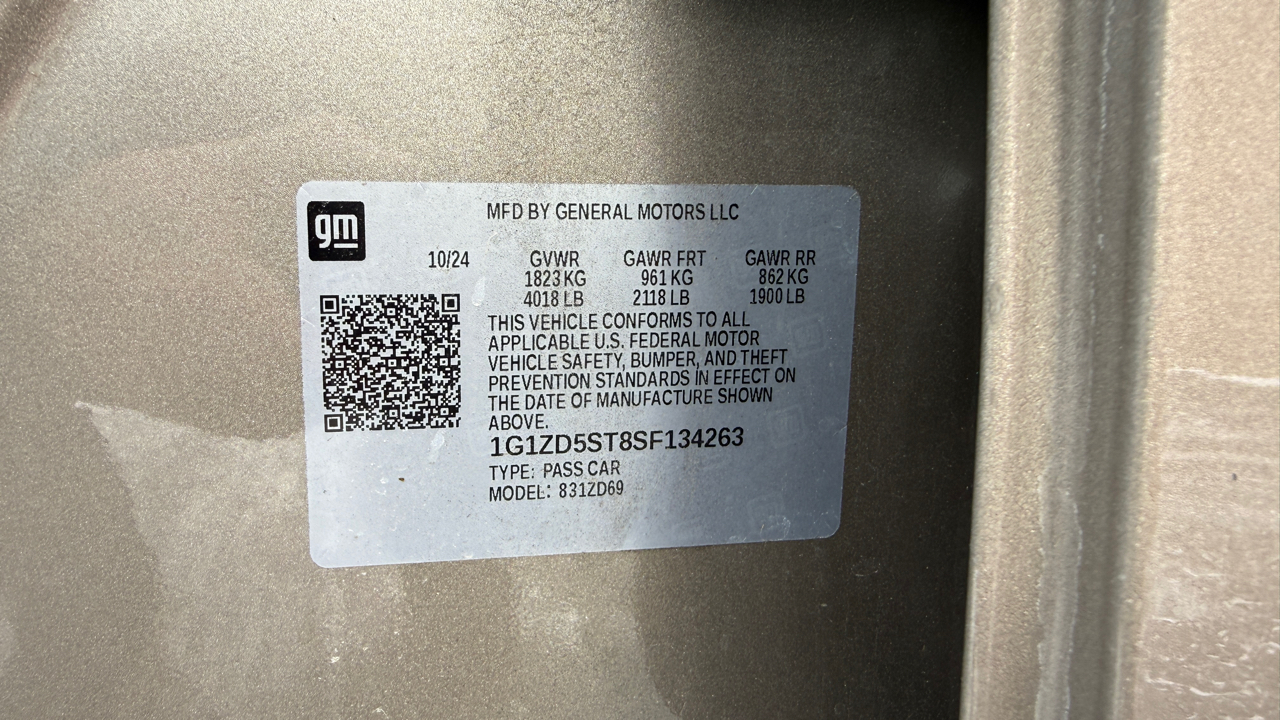 gm
MFD BY GENERAL MOTORS LLC
10/24 GVWR GAWR FRT GAWR RR
1823 KG 961 KG 862 KG
4018 LB 2118 LB 1900 LB
THIS VEHICLE CONFORMS TO ALL
APPLICABLE U.S. FEDERAL MOTOR
VEHICLE SAFETY, BUMPER, AND THEFT
PREVENTION STANDARDS IN EFFECT ON
THE DATE OF MANUFACTURE SHOWN
ABOVE.
1G1ZD5ST8SF134263
TYPE: PASS CAR
MODEL: 831ZD69